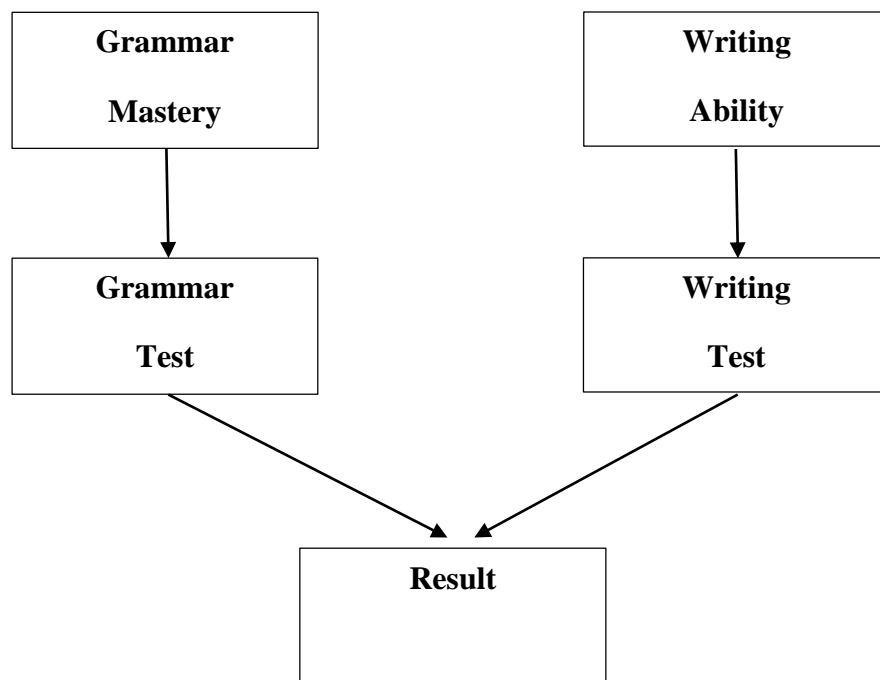 Grammar
Mastery
Writing
Ability
Grammar
Test
Writing
Test
Result